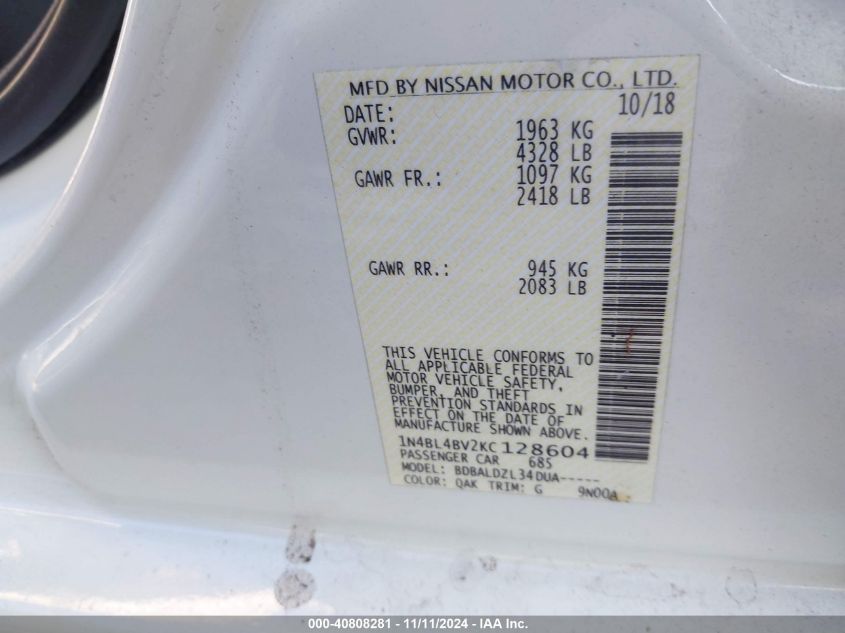 MFD BY NISSAN MOTOR CO., LTD.
DATE: 10/18
GVWR: 1963 KG
4328 LB
GAWR FR.: 1097 KG
2418 LB
GAWR RR.: 945 KG
2083 LB
THIS VEHICLE CONFORMS TO
ALL APPLICABLE FEDERAL
MOTOR VEHICLE SAFETY,
BUMPER, AND THEFT
PREVENTION STANDARDS IN
EFFECT ON THE DATE OF
MANUFACTURE SHOWN ABOVE.
1N4BL4BV2KC128604
PASSENGER CAR 685
MODEL: BDBALDZL34DUA-----
COLOR: QAK TRIM: G 9N00A
000-40808281 - 11/11/2024 - IAA Inc.